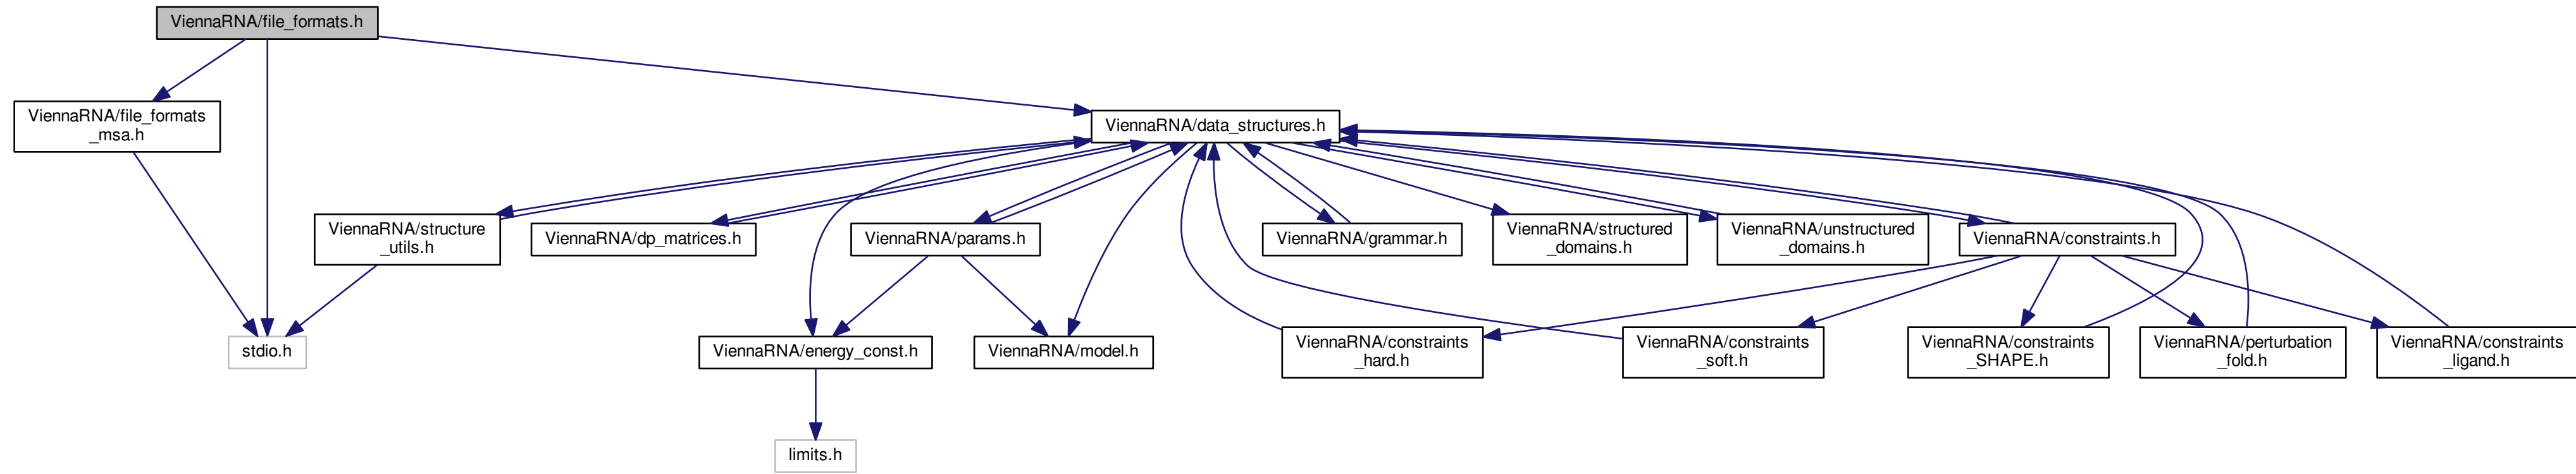 ViennaRNA/file_formats.h
ViennaRNA/file_formats
_msa.h
ViennaRNA/data_structures.h
ViennaRNA/structure
_utils.h
ViennaRNA/dp_matrices.h
ViennaRNA/params.h
ViennaRNA/grammar.h
ViennaRNA/structured
_domains.h
ViennaRNA/unstructured
_domains.h
ViennaRNA/constraints.h
stdio.h
ViennaRNA/energy_const.h
ViennaRNA/model.h
ViennaRNA/constraints
_hard.h
ViennaRNA/constraints
_soft.h
ViennaRNA/constraints
_SHAPE.h
ViennaRNA/perturbation
_fold.h
ViennaRNA/constraints
_ligand.h
limits.h